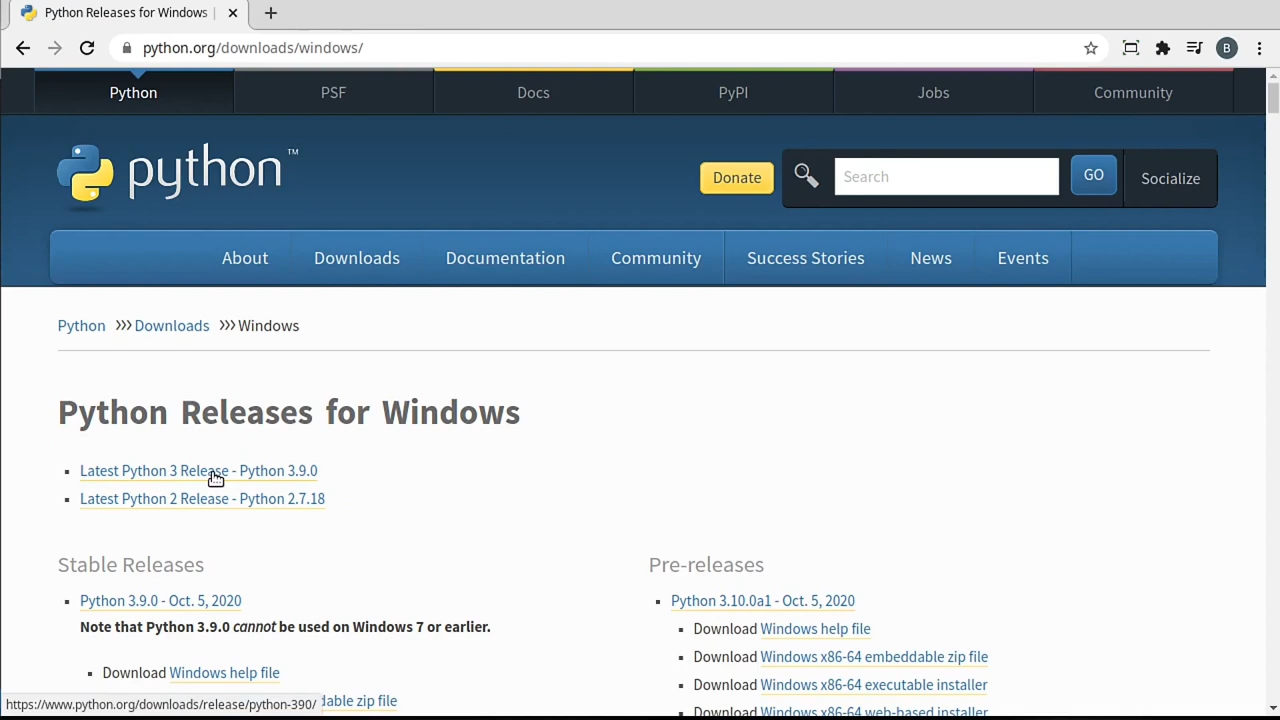 Python Releases for Windows |
python.org/downloads/windows/
B
Python PSF Docs PyPI Jobs Community
python™
Donate
Search
GO
Socialize
About Downloads Documentation Community Success Stories News Events
Python >>> Downloads >>> Windows
Python Releases for Windows
Latest Python 3 Release - Python 3.9.0
Latest Python 2 Release - Python 2.7.18
Stable Releases
Python 3.9.0 - Oct. 5, 2020
Note that Python 3.9.0 cannot be used on Windows 7 or earlier.
Download Windows help file
dable zip file
Pre-releases
Python 3.10.0a1 - Oct. 5, 2020
Download Windows help file
Download Windows x86-64 embeddable zip file
Download Windows x86-64 executable installer
Download Windows x86-64 web-based installer
https://www.python.org/downloads/release/python-390/